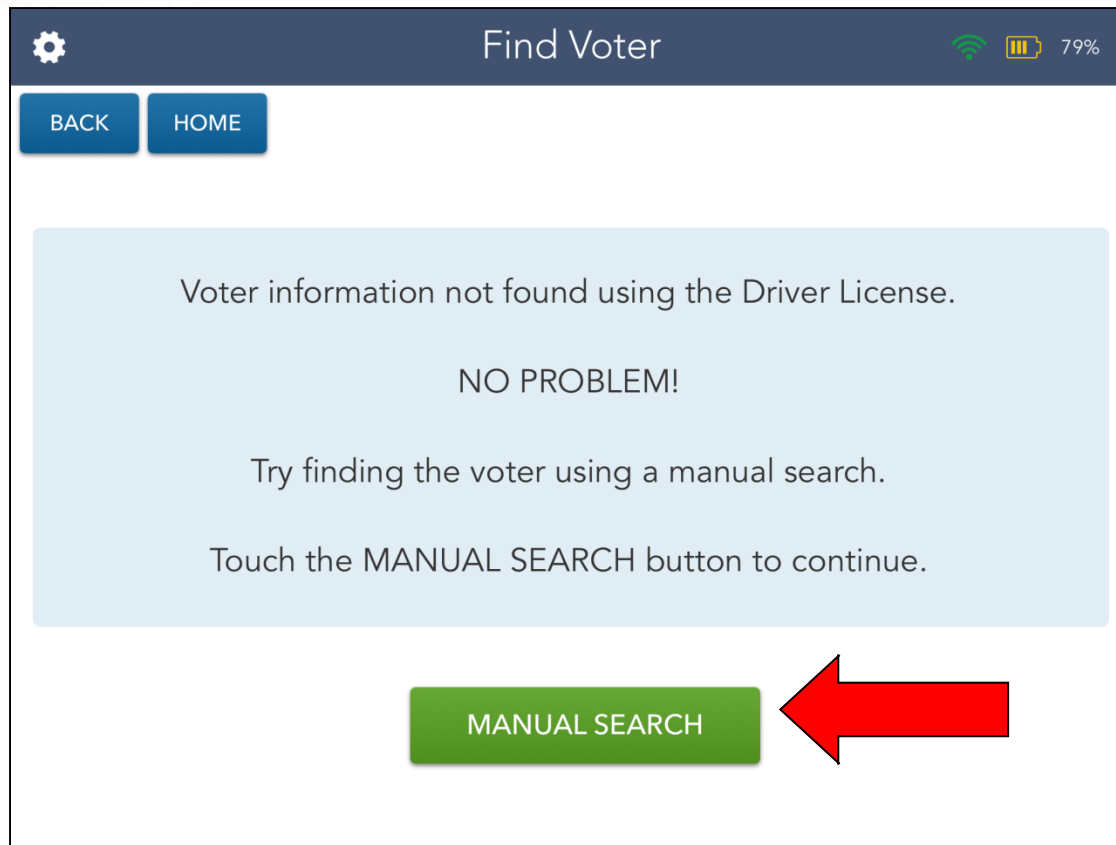 Find Voter
79%
BACK
HOME
Voter information not found using the Driver License.
NO PROBLEM!
Try finding the voter using a manual search.
Touch the MANUAL SEARCH button to continue.
MANUAL SEARCH